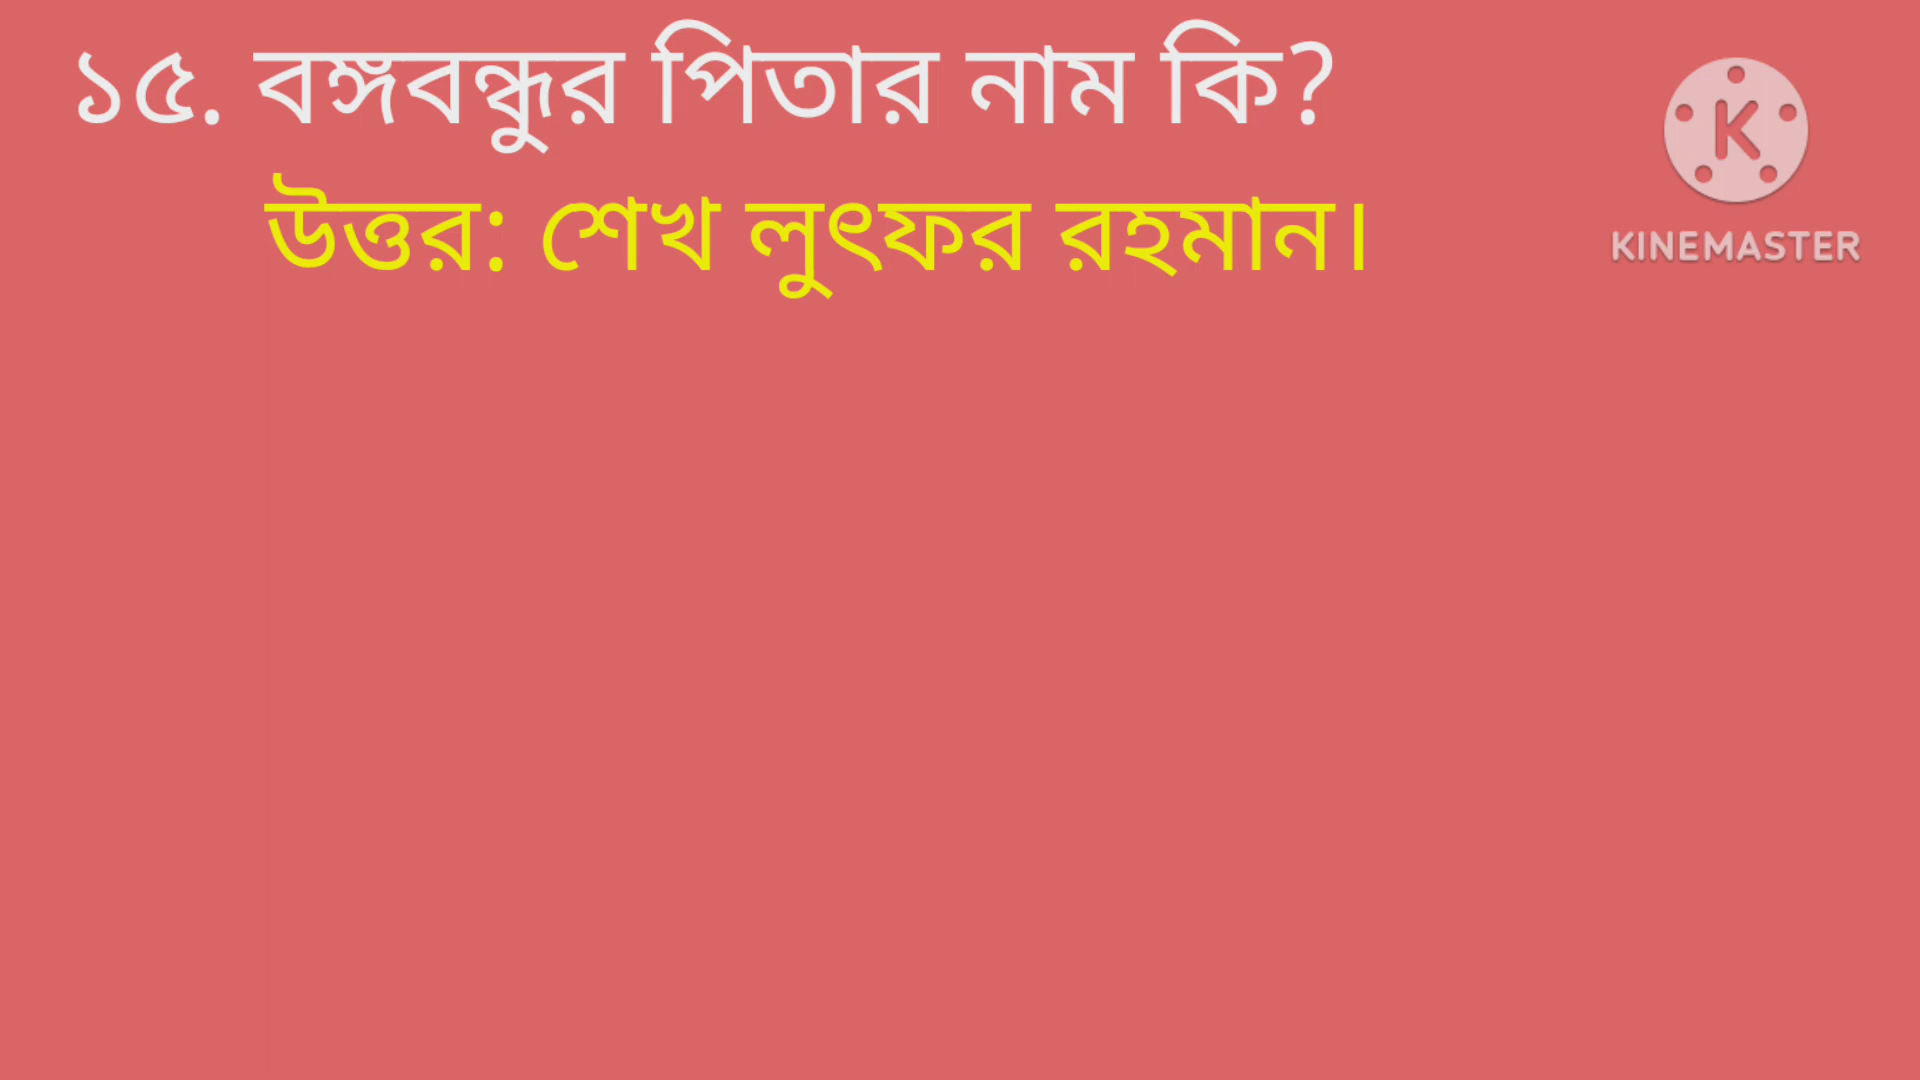 ১৫. বঙ্গবন্ধুর পিতার নাম কি?
উত্তর: শেখ লুৎফর রহমান।
K
KINEMASTER